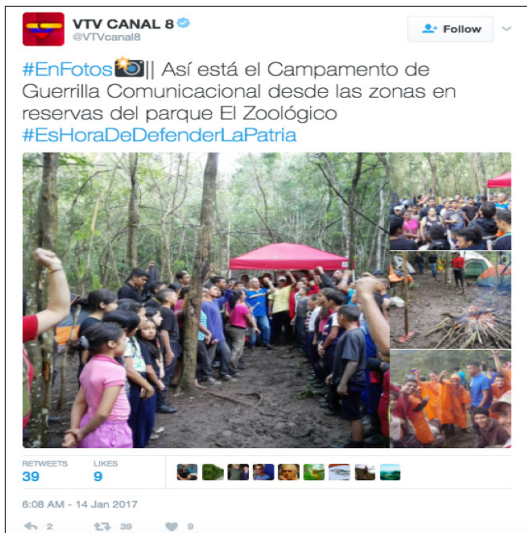 VTV CANAL 8
@VTVcanal8
Follow
#EnFotos || Así está el Campamento de
Guerrilla Comunicacional desde las zonas en
reservas del parque El Zoológico
#EsHoraDeDefenderLaPatria
RETWEETS
39
LIKES
9
6:08 AM - 14 Jan 2017
2
39
9